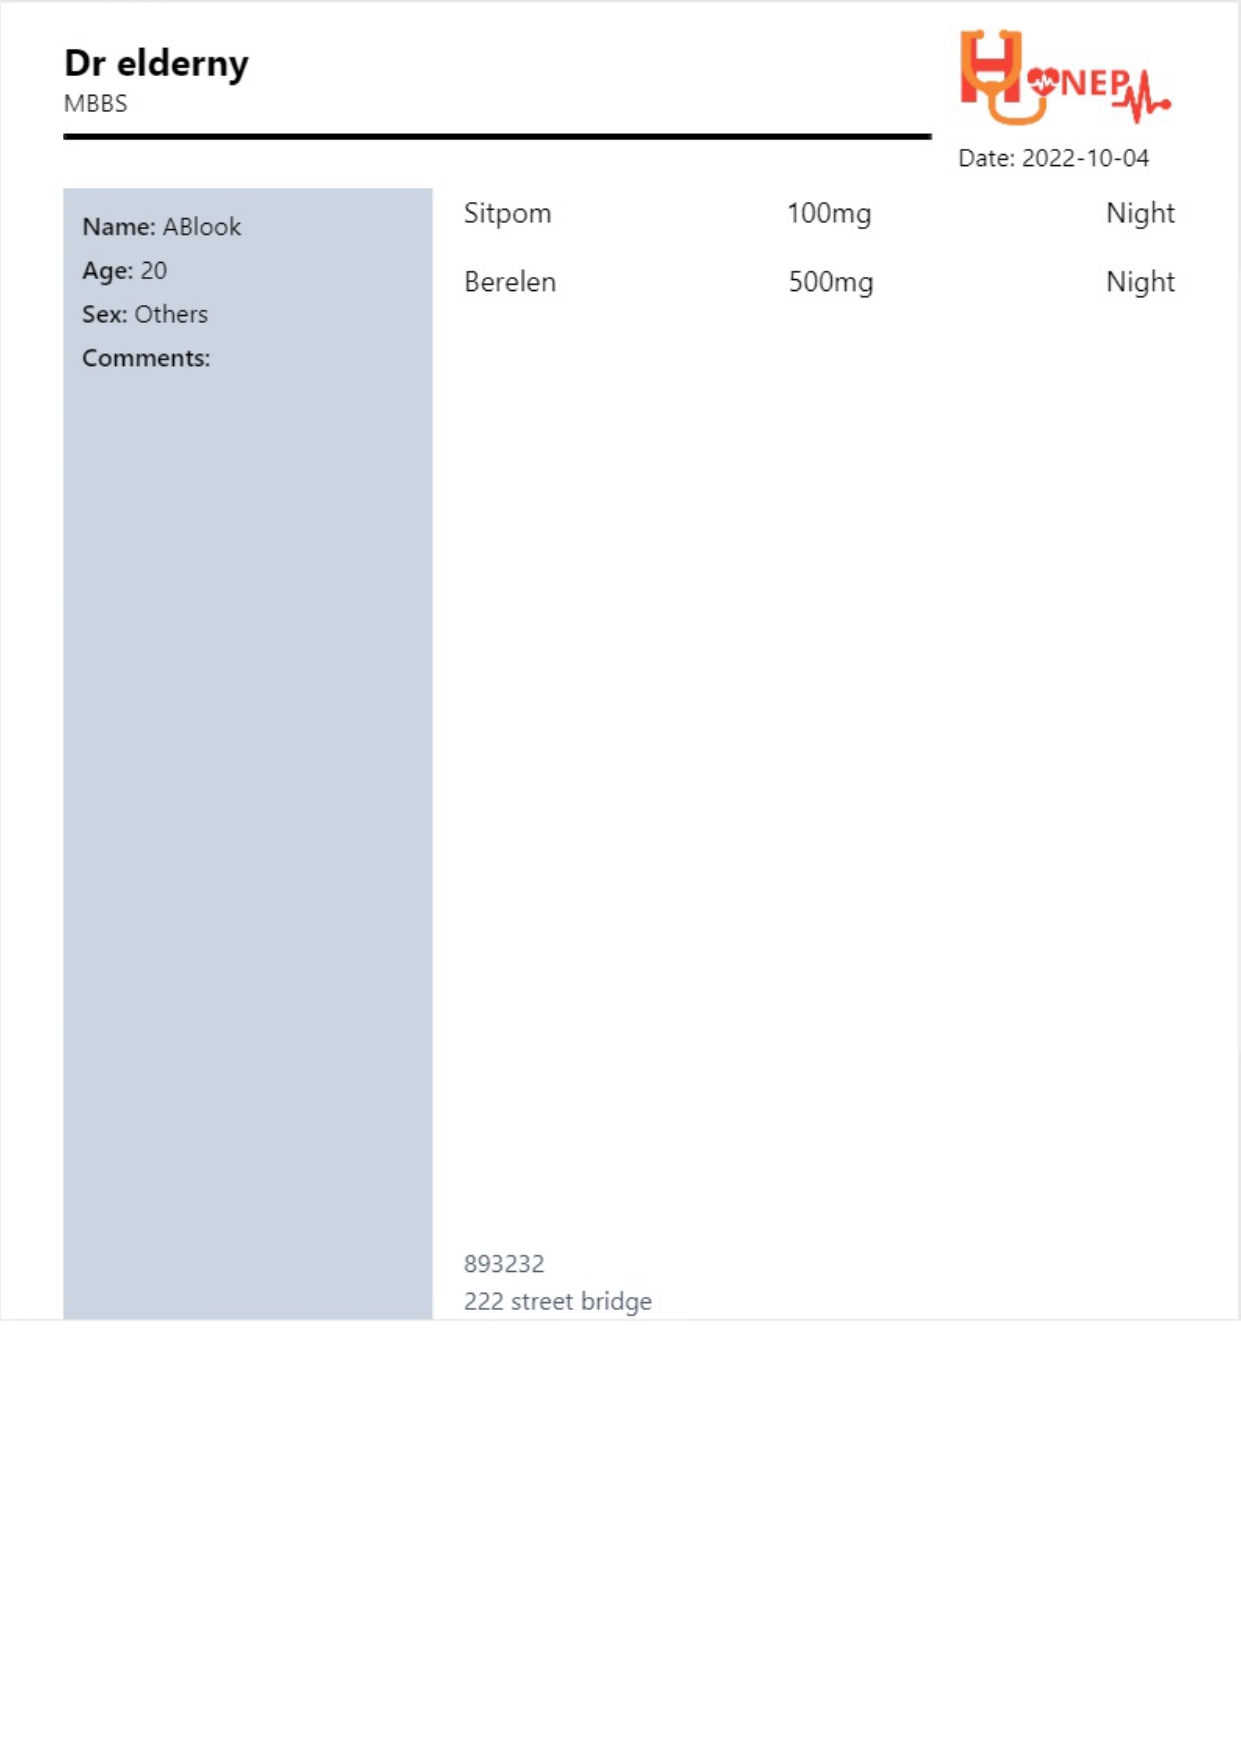 Dr elderny
MBBS
HONEPAL
Date: 2022-10-04
Name: ABlook
Age: 20
Sex: Others
Comments:
Sitpom 100mg Night
Berelen 500mg Night
893232
222 street bridge